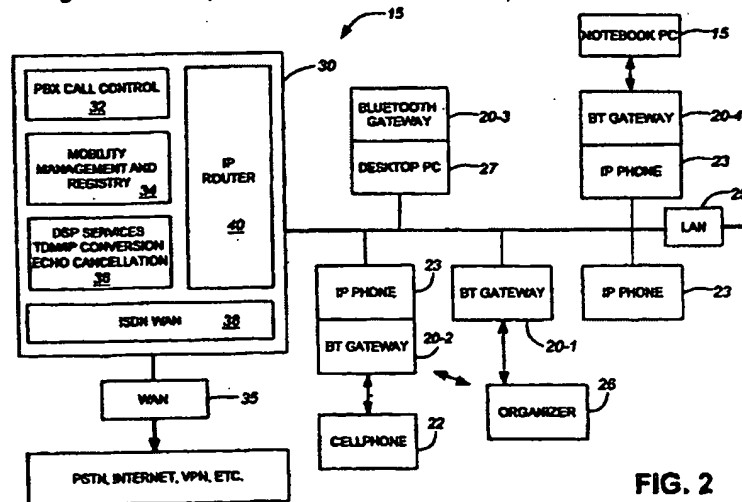 15
NOTEBOOK PC
15
30
PBX CALL CONTROL
32
MOBILITY
MANAGEMENT AND
REGISTRY
34
DSP SERVICES
TDM/IP CONVERSION
ECHO CANCELLATION
36
IP
ROUTER
40
ISDN WAN
38
BLUETOOTH
GATEWAY
20-3
DESKTOP PC
27
BT GATEWAY
20-4
IP PHONE
23
LAN
IP PHONE
23
BT GATEWAY
20-2
BT GATEWAY
20-1
IP PHONE
23
WAN
35
CELLPHONE
22
ORGANIZER
26
PSTN, INTERNET, VPN, ETC.
FIG. 2